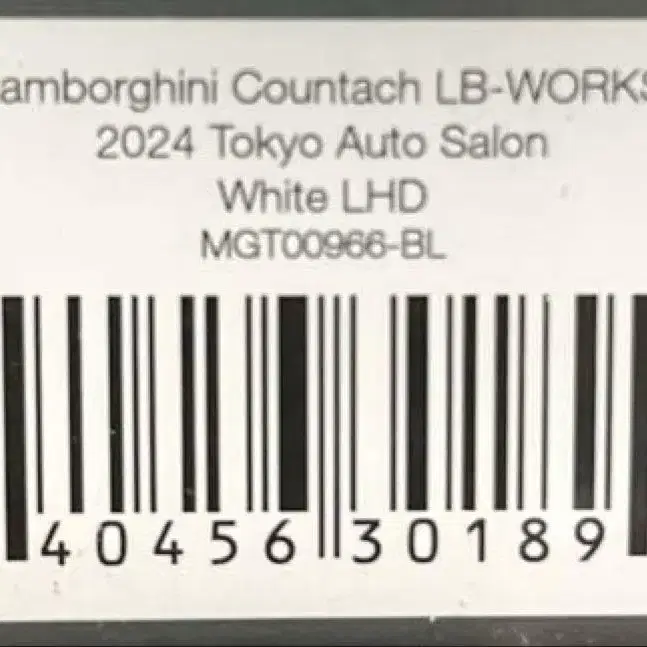 amborghini Countach LB-WORKS
2024 Tokyo Auto Salon
White LHD
MGT00966-BL
40456 30189